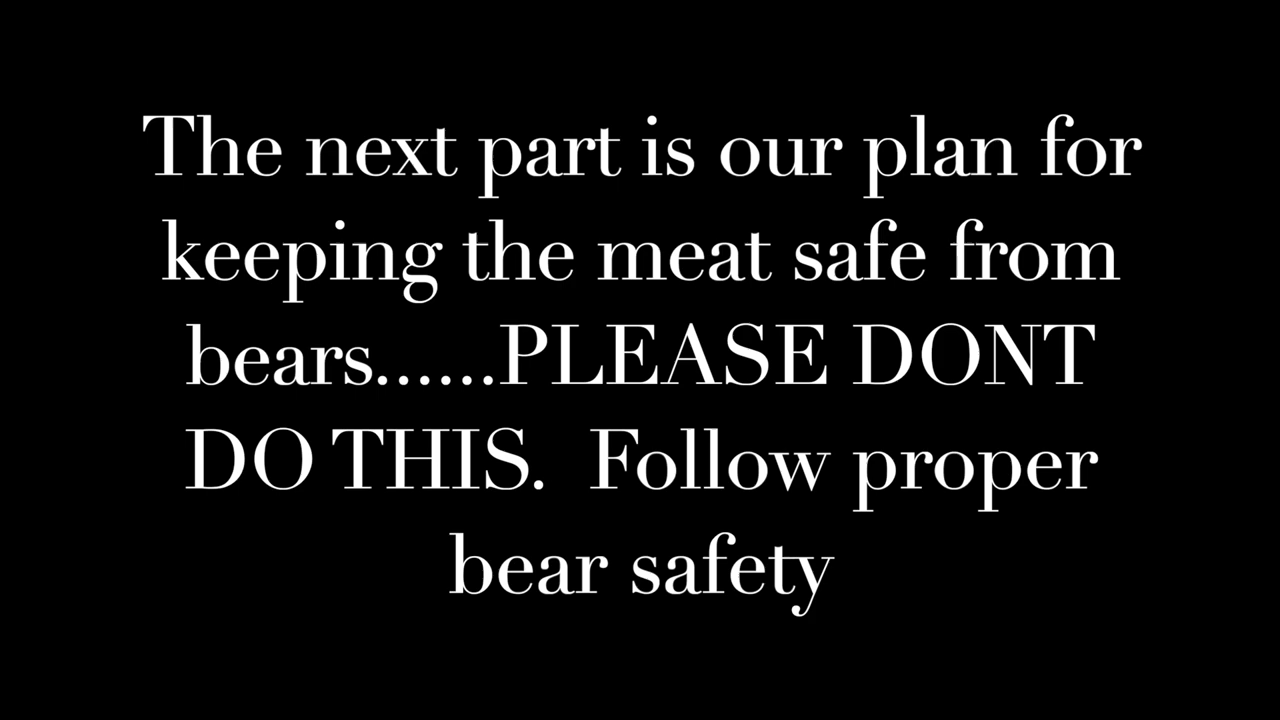 The next part is our plan for
keeping the meat safe from
bears......PLEASE DONT
DO THIS.  Follow proper
bear safety